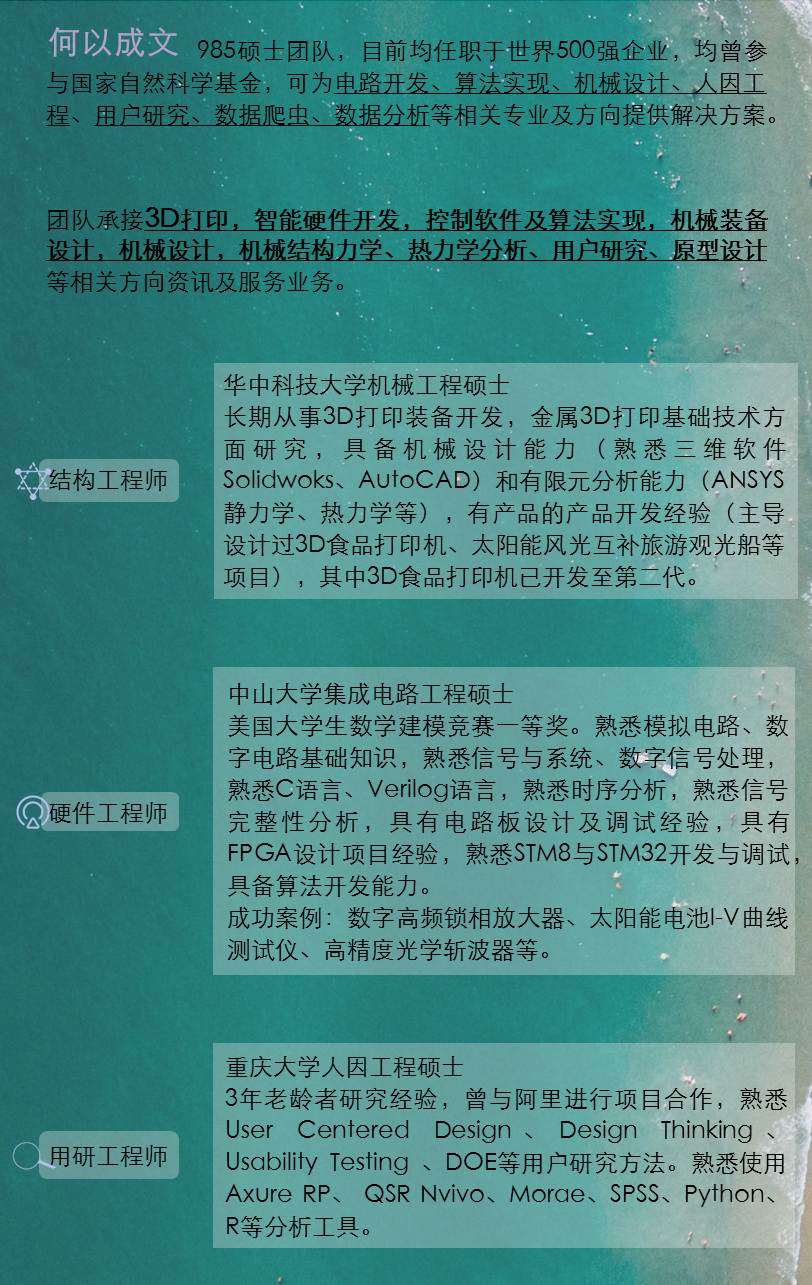 何以成文 985硕士团队，目前均任职于世界500强企业，均曾参
与国家自然科学基金，可为电路开发、算法实现、机械设计、人因工
程、用户研究、数据爬虫、数据分析等相关专业及方向提供解决方案。
团队承接3D打印，智能硬件开发，控制软件及算法实现，机械装备
设计，机械设计，机械结构力学、热力学分析、用户研究、原型设计
等相关方向资讯及服务业务。
结构工程师
华中科技大学机械工程硕士
长期从事3D打印装备开发，金属3D打印基础技术方
面研究，具备机械设计能力（熟悉三维软件
Solidwoks、AutoCAD）和有限元分析能力（ANSYS
静力学、热力学等），有产品的产品开发经验（主导
设计过3D食品打印机、太阳能风光互补旅游观光船等
项目），其中3D食品打印机已开发至第二代。
硬件工程师
中山大学集成电路工程硕士
美国大学生数学建模竞赛一等奖。熟悉模拟电路、数
字电路基础知识，熟悉信号与系统、数字信号处理，
熟悉C语言、Verilog语言，熟悉时序分析，熟悉信号
完整性分析，具有电路板设计及调试经验，具有
FPGA设计项目经验，熟悉STM8与STM32开发与调试，
具备算法开发能力。
成功案例：数字高频锁相放大器、太阳能电池I-V曲线
测试仪、高精度光学斩波器等。
用研工程师
重庆大学人因工程硕士
3年老龄者研究经验，曾与阿里进行项目合作，熟悉
User Centered Design、Design Thinking、
Usability Testing 、DOE等用户研究方法。熟悉使用
Axure RP、 QSR Nvivo、Morae、SPSS、Python、
R等分析工具。